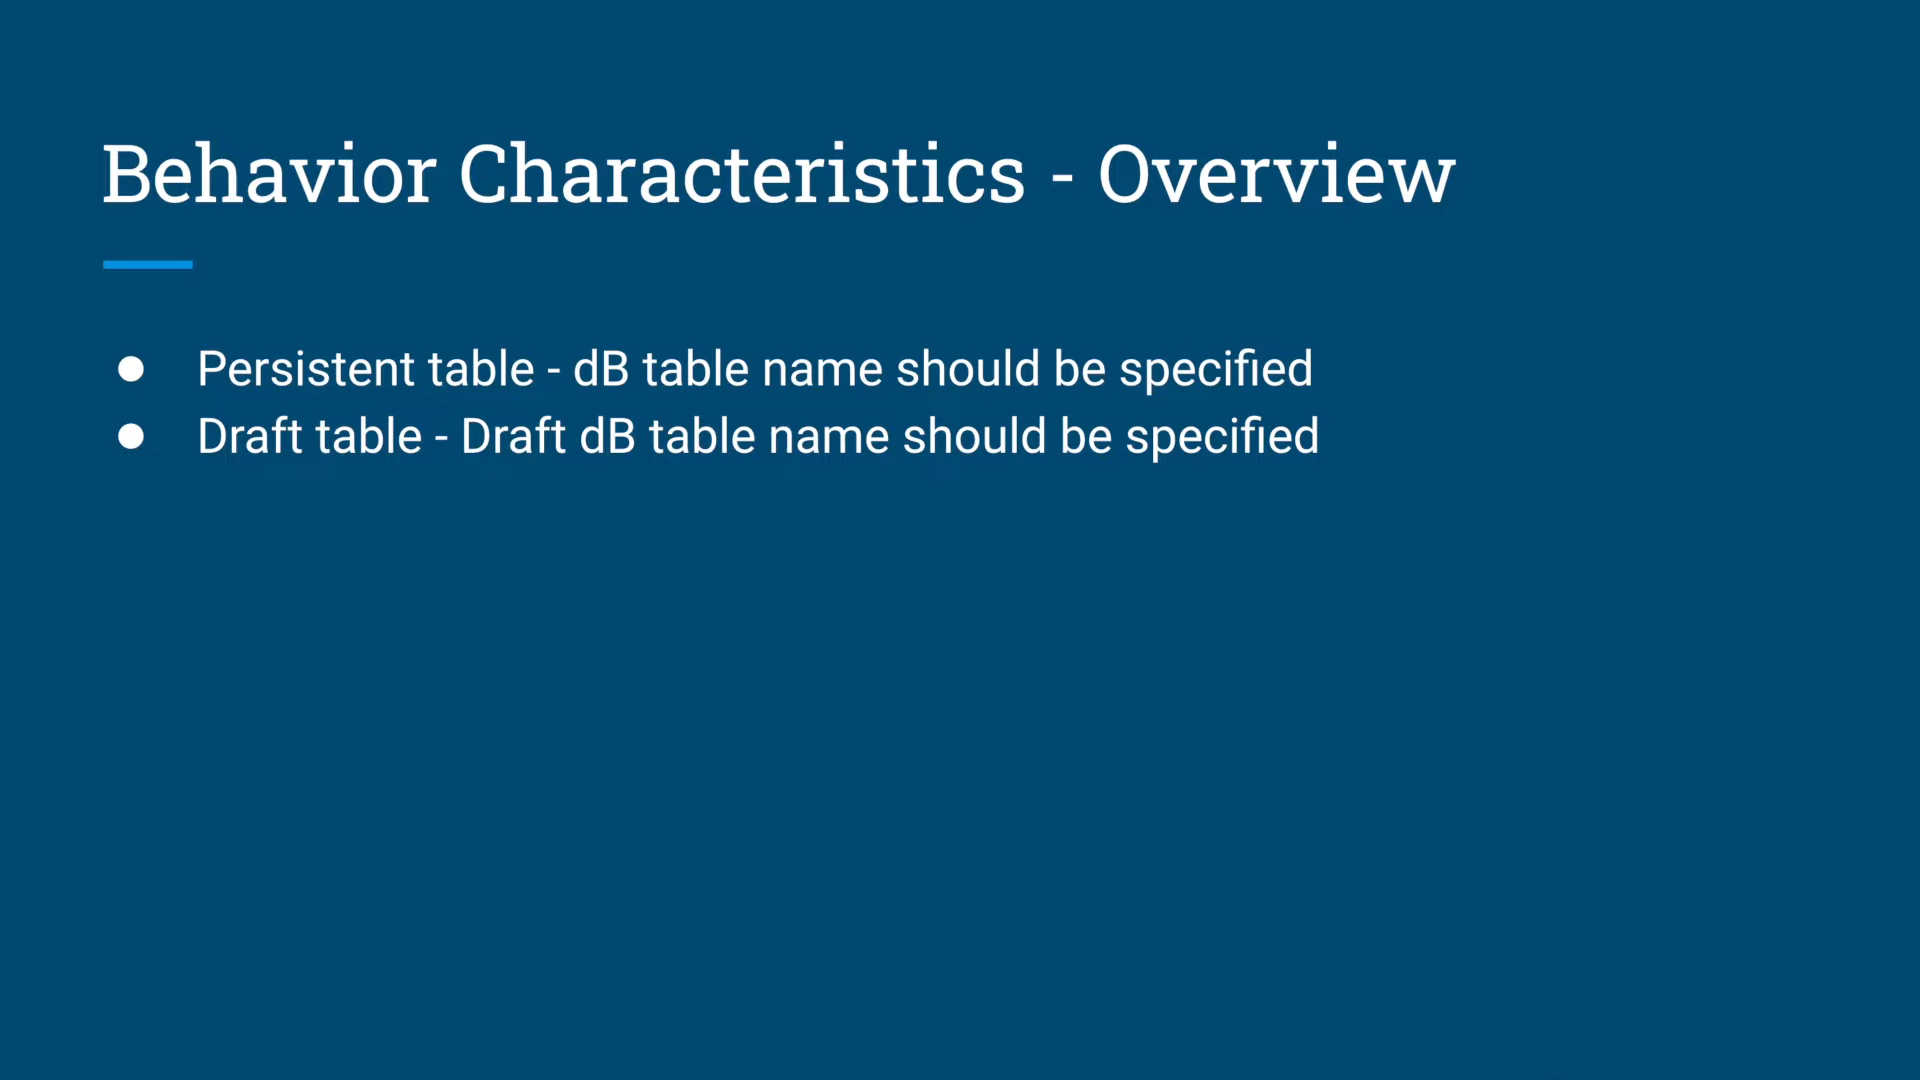 Behavior Characteristics - Overview
● Persistent table - dB table name should be specified
● Draft table - Draft dB table name should be specified